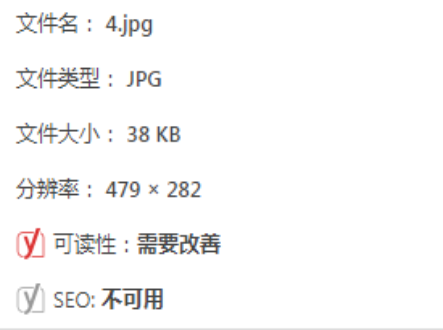 文件名： 4.jpg
文件类型： JPG
文件大小： 38 KB
分辨率： 479 × 282
可读性：需要改善
SEO: 不可用